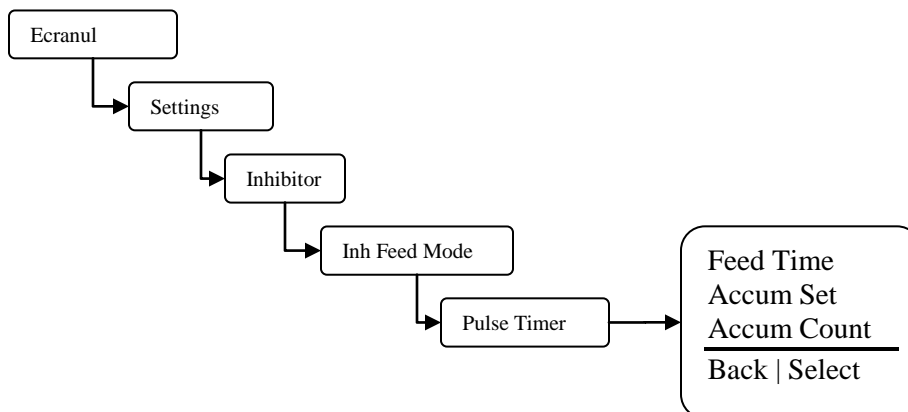 Ecranul
Settings
Inhibitor
Inh Feed Mode
Pulse Timer
Feed Time
Accum Set
Accum Count
Back | Select